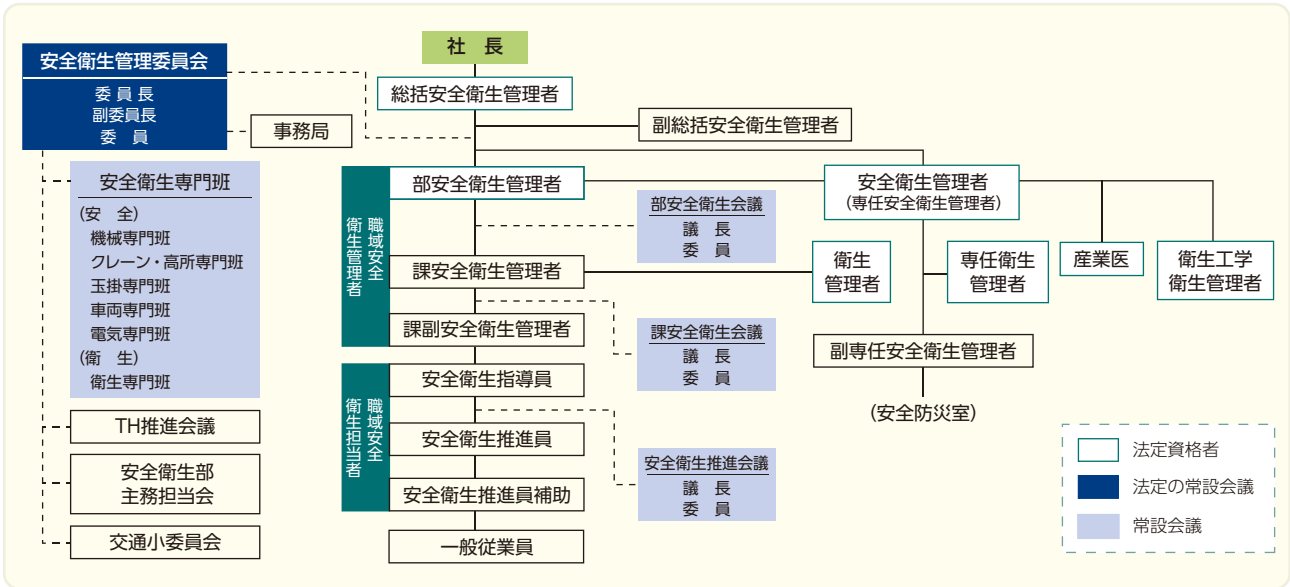 安全衛生管理委員会
委 員 長
副委員長
委　員
事務局
安全衛生専門班
(安　全)
機械専門班
クレーン・高所専門班
玉掛専門班
車両専門班
電気専門班
(衛　生)
衛生専門班
TH推進会議
安全衛生部
主務担当会
交通小委員会
社　長
総括安全衛生管理者
副総括安全衛生管理者
職域安全
衛生管理者
部安全衛生管理者
課安全衛生管理者
課副安全衛生管理者
職域安全
衛生担当者
安全衛生指導員
安全衛生推進員
安全衛生推進員補助
一般従業員
部安全衛生会議
議　長
委　員
課安全衛生会議
議　長
委　員
安全衛生推進会議
議　長
委　員
安全衛生管理者
(専任安全衛生管理者)
衛生
管理者
専任衛生
管理者
産業医
衛生工学
衛生管理者
副専任安全衛生管理者
(安全防災室)
法定資格者
法定の常設会議
常設会議